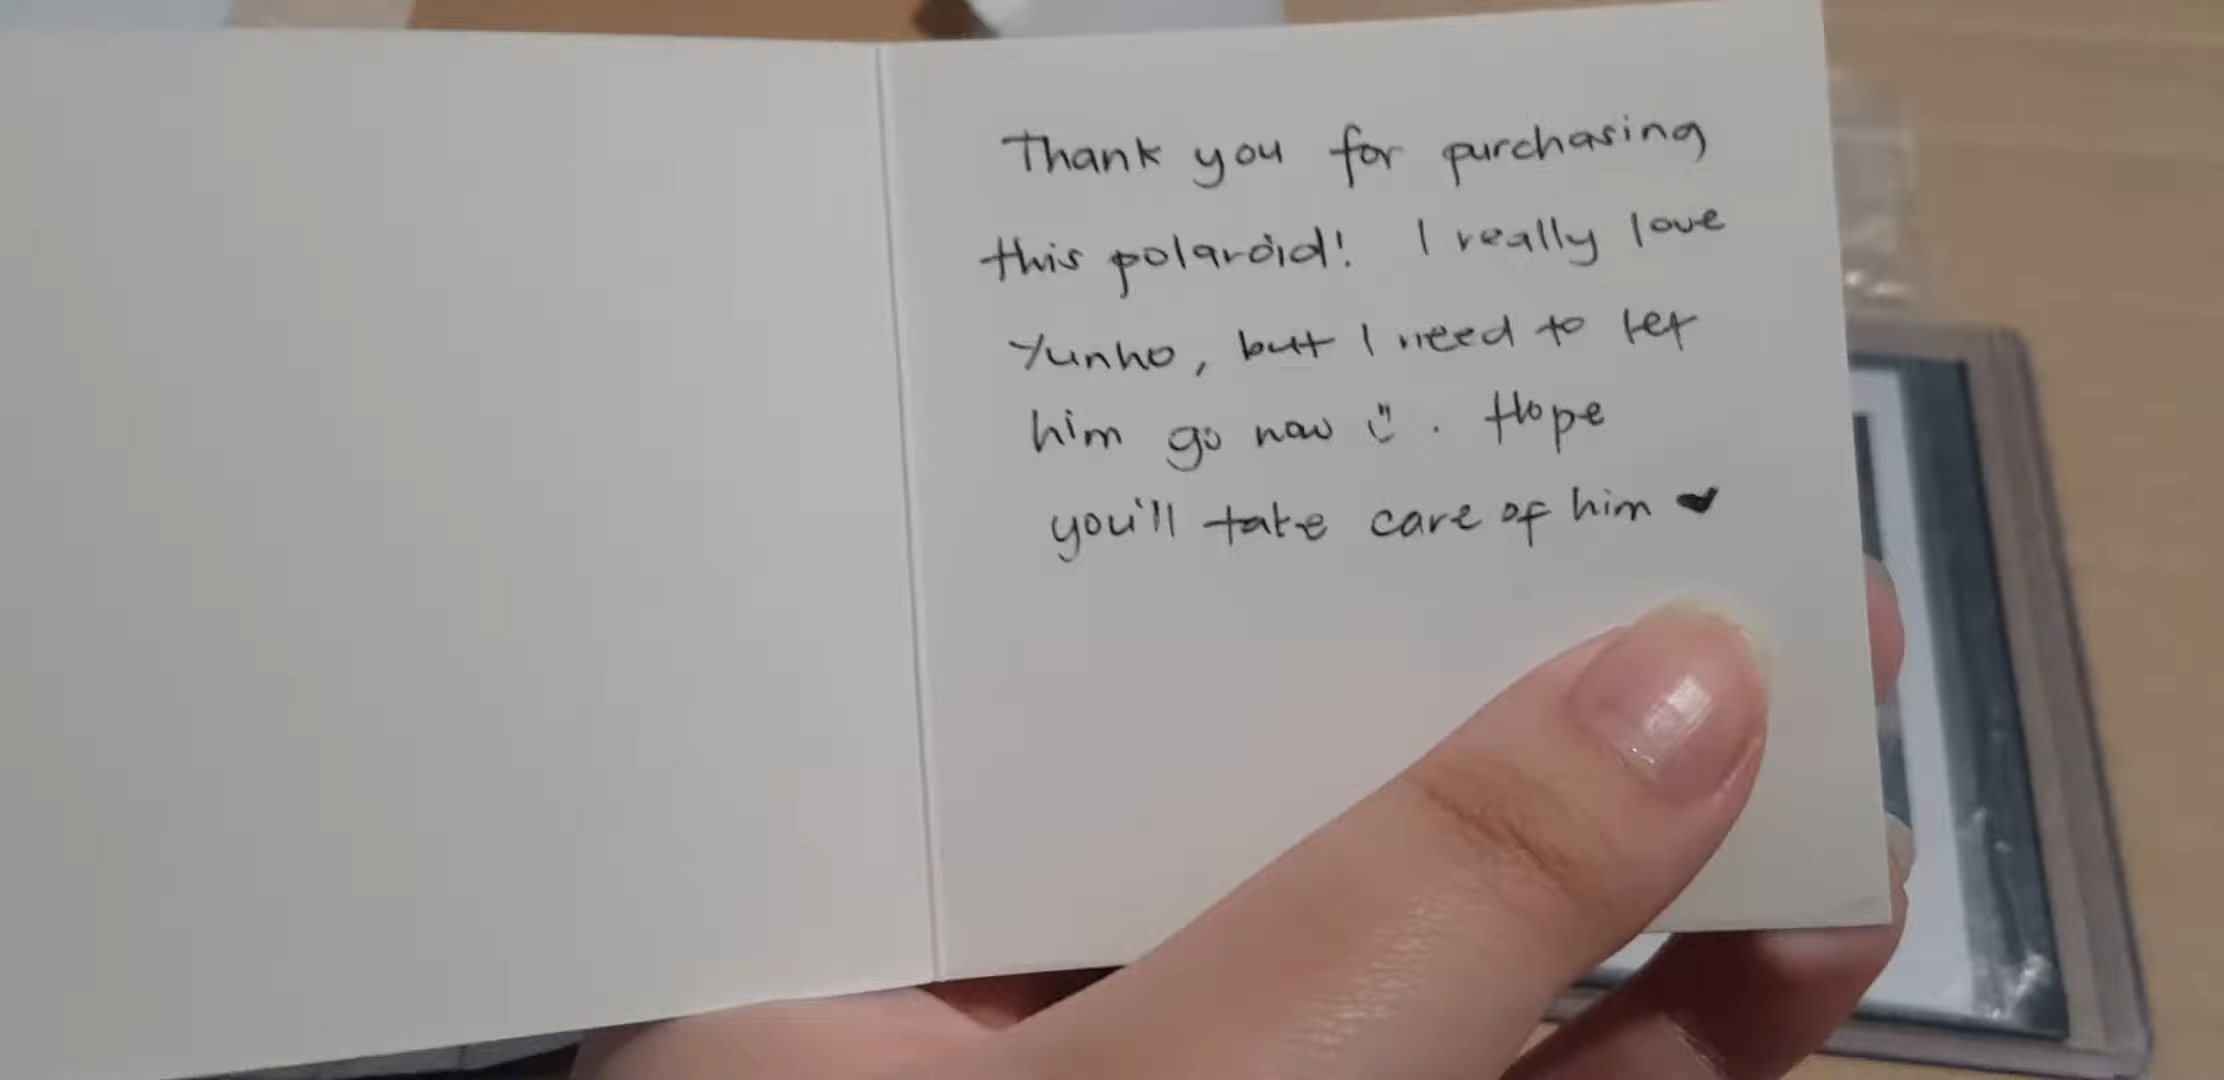 Thank you for purchasing
this polaroid! I really love
Yunho, but I need to let
him go now ☺. Hope
you'll take care of him ♥